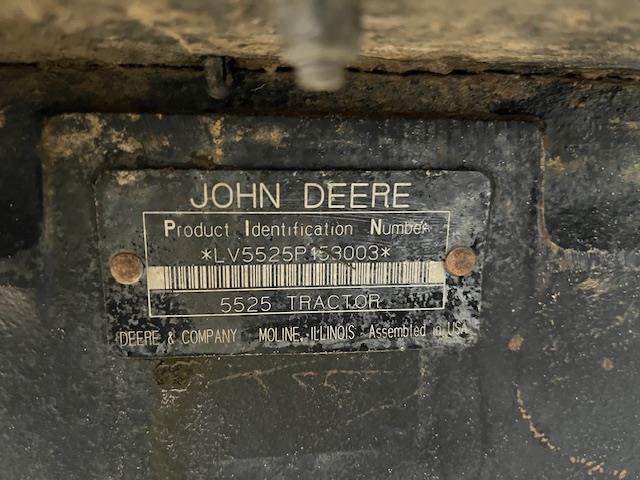 JOHN DEERE
Product Identification Number
*LV5525P153003*
5525 TRACTOR
DEERE & COMPANY MOLINE, ILLINOIS Assembled in USA